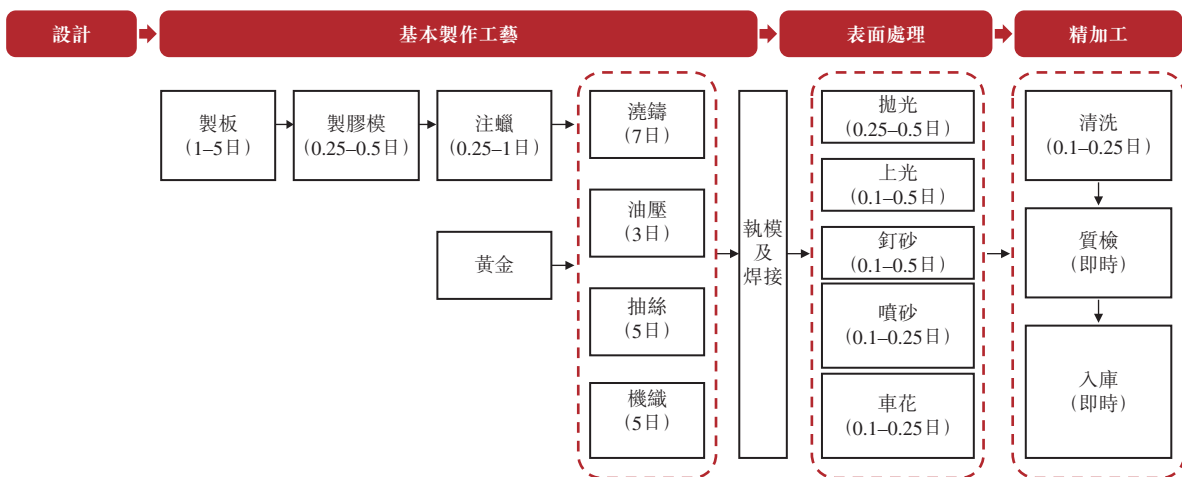 設計
基本製作工藝
表面處理
精加工
製板
(1–5日)
製膠模
(0.25–0.5日)
注蠟
(0.25–1日)
黃金
澆鑄
(7日)
油壓
(3日)
抽絲
(5日)
機織
(5日)
執模
及
焊接
拋光
(0.25–0.5日)
上光
(0.1–0.5日)
釘砂
(0.1–0.5日)
噴砂
(0.1–0.25日)
車花
(0.1–0.25日)
清洗
(0.1–0.25日)
質檢
(即時)
入庫
(即時)